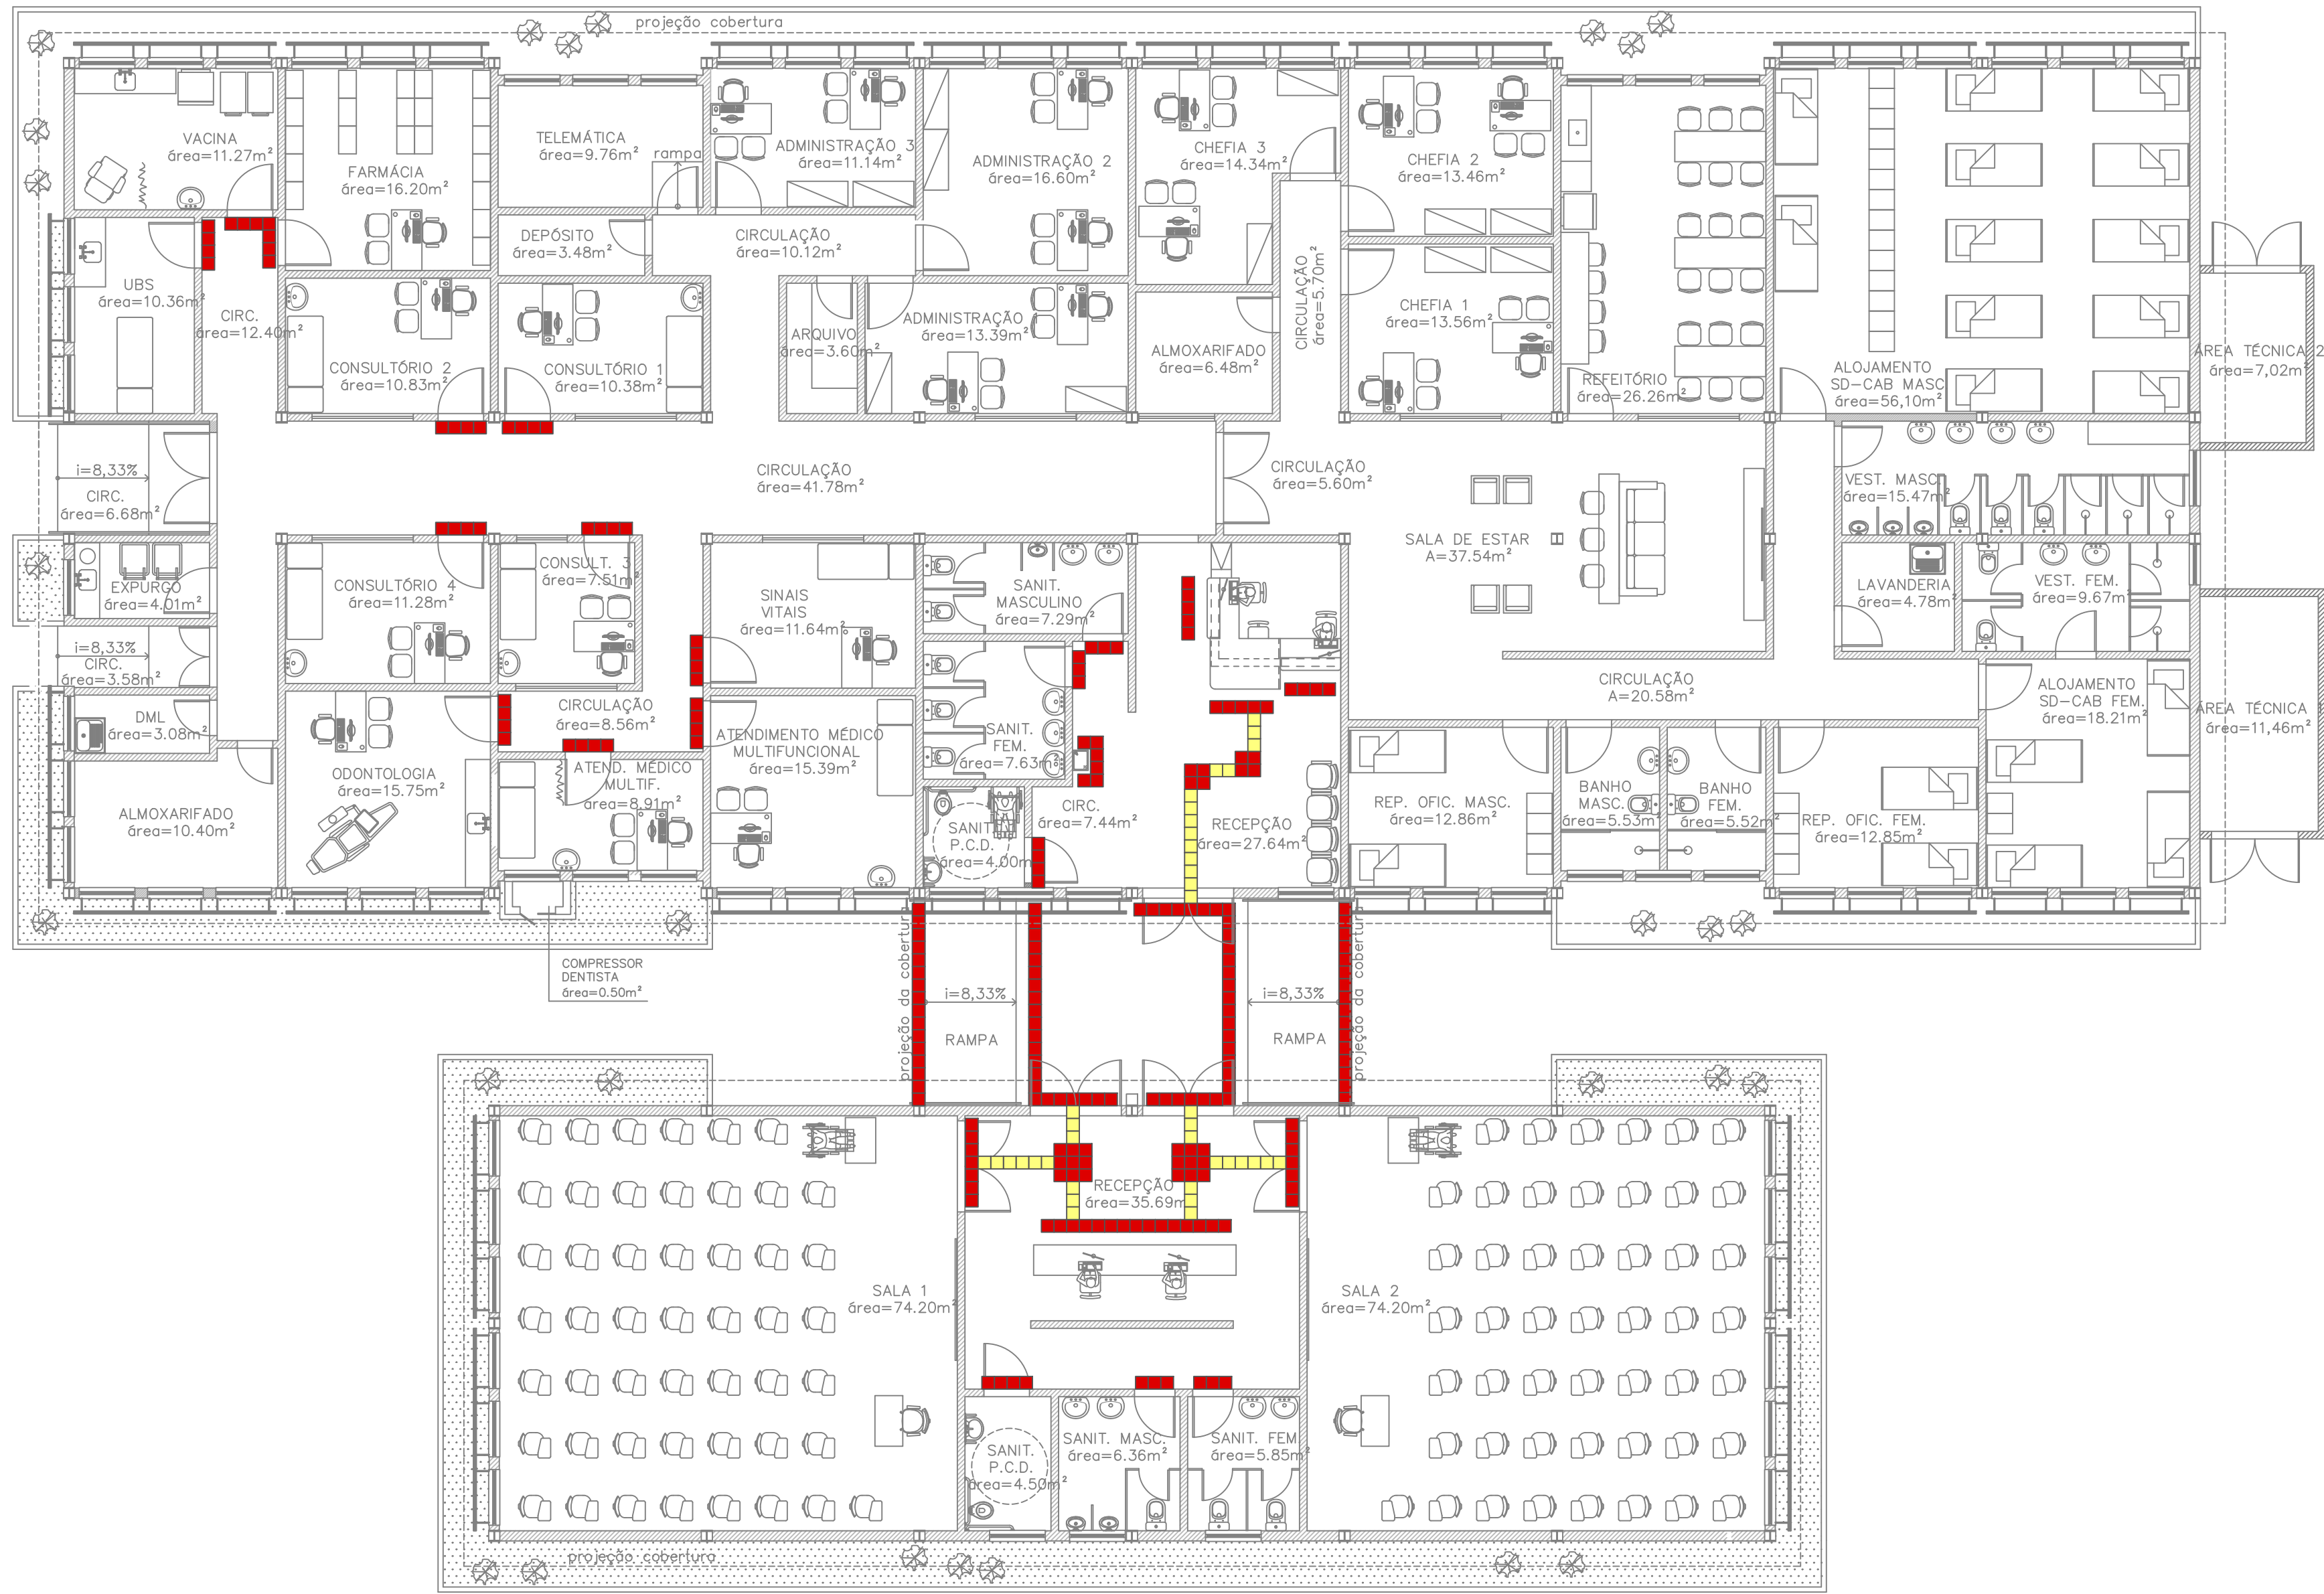 projeção cobertura
VACINA
área=11.27m²
FARMÁCIA
área=16.20m²
TELEMÁTICA
área=9.76m²
rampa
ADMINISTRAÇÃO 3
área=11.14m²
ADMINISTRAÇÃO 2
área=16.60m²
CHEFIA 3
área=14.34m²
CHEFIA 2
área=13.46m²
DEPÓSITO
área=3.48m²
CIRCULAÇÃO
área=10.12m²
CIRCULAÇÃO
área=5.70m²
UBS
área=10.36m²
CIRC.
área=12.40m²
CONSULTÓRIO 2
área=10.83m²
CONSULTÓRIO 1
área=10.38m²
ARQUIVO
área=3.60m²
ADMINISTRAÇÃO
área=13.39m²
ALMOXARIFADO
área=6.48m²
CHEFIA 1
área=13.56m²
REFEITÓRIO
área=26.26m²
ALOJAMENTO
SD-CAB MASC
área=56,10m²
ÁREA TÉCNICA 2
área=7,02m²
i=8,33%
CIRC.
área=6.68m²
CIRCULAÇÃO
área=41.78m²
CIRCULAÇÃO
área=5.60m²
SALA DE ESTAR
A=37.54m²
VEST. MASC.
área=15.47m²
EXPURGO
área=4.01m²
CONSULTÓRIO 4
área=11.28m²
CONSULT. 3
área=7.51m²
SINAIS
VITAIS
área=11.64m²
SANIT.
MASCULINO
área=7.29m²
LAVANDERIA
área=4.78m²
VEST. FEM.
área=9.67m²
i=8,33%
CIRC.
área=3.58m²
DML
área=3.08m²
CIRCULAÇÃO
área=8.56m²
ATENDIMENTO MÉDICO
MULTIFUNCIONAL
área=15.39m²
SANIT.
FEM.
área=7.63m²
CIRCULAÇÃO
A=20.58m²
ALOJAMENTO
SD-CAB FEM.
área=18.21m²
ÁREA TÉCNICA 1
área=11,46m²
ALMOXARIFADO
área=10.40m²
ODONTOLOGIA
área=15.75m²
ATEND. MÉDICO
MULTIF.
área=8.91m²
SANIT.
P.C.D.
área=4.00m²
CIRC.
área=7.44m²
RECEPÇÃO
área=27.64m²
REP. OFIC. MASC.
área=12.86m²
BANHO
MASC.
área=5.53m²
BANHO
FEM.
área=5.52m²
REP. OFIC. FEM.
área=12.85m²
COMPRESSOR
DENTISTA
área=0.50m²
projeção da cobertura
i=8,33%
RAMPA
i=8,33%
RAMPA
projeção da cobertura
RECEPÇÃO
área=35.69m
SALA 1
área=74.20m²
SALA 2
área=74.20m²
SANIT.
P.C.D.
área=4.50m²
SANIT. MASC.
área=6.36m²
SANIT. FEM.
área=5.85m²
projeção cobertura